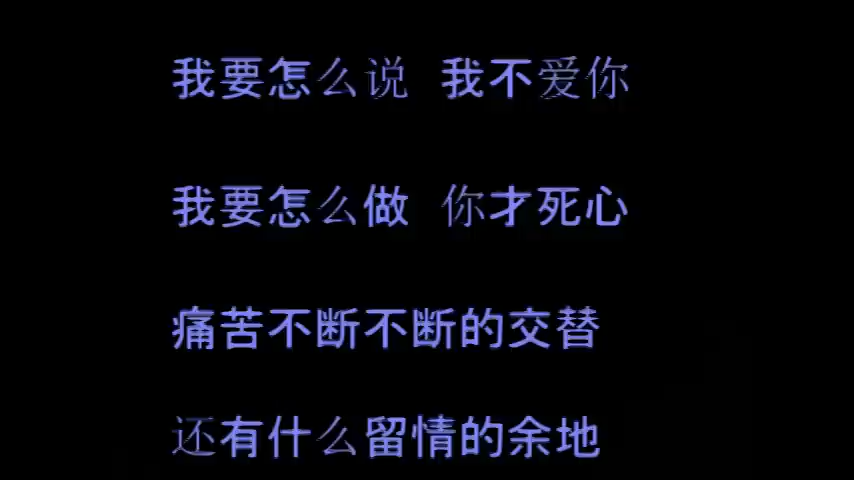 我要怎么说 我不爱你
我要怎么做 你才死心
痛苦不断不断的交替
还有什么留情的余地